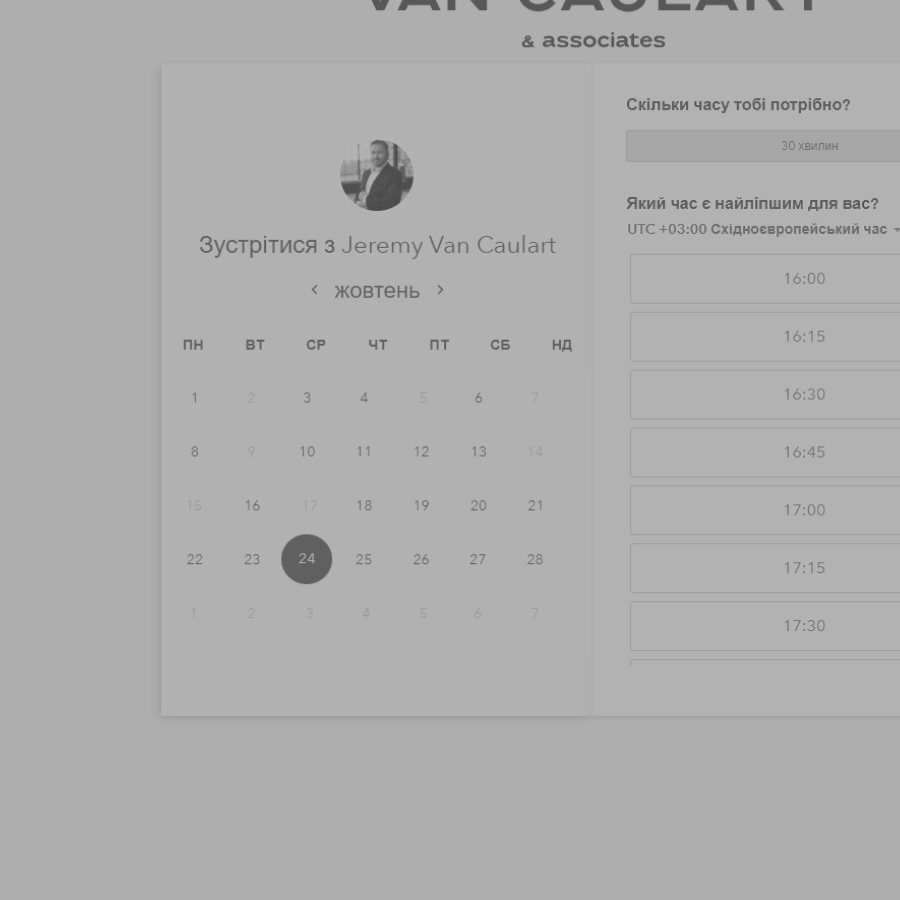 VAN CAULART
& associates
Скільки часу тобі потрібно?
30 хвилин
Який час є найліпшим для вас?
UTC +03:00 Східноєвропейський час
Зустрітися з Jeremy Van Caulart
жовтень
ПН ВТ СР ЧТ ПТ СБ НД
1 2 3 4 5 6 7
8 9 10 11 12 13 14
15 16 17 18 19 20 21
22 23 24 25 26 27 28
1 2 3 4 5 6 7
16:00
16:15
16:30
16:45
17:00
17:15
17:30